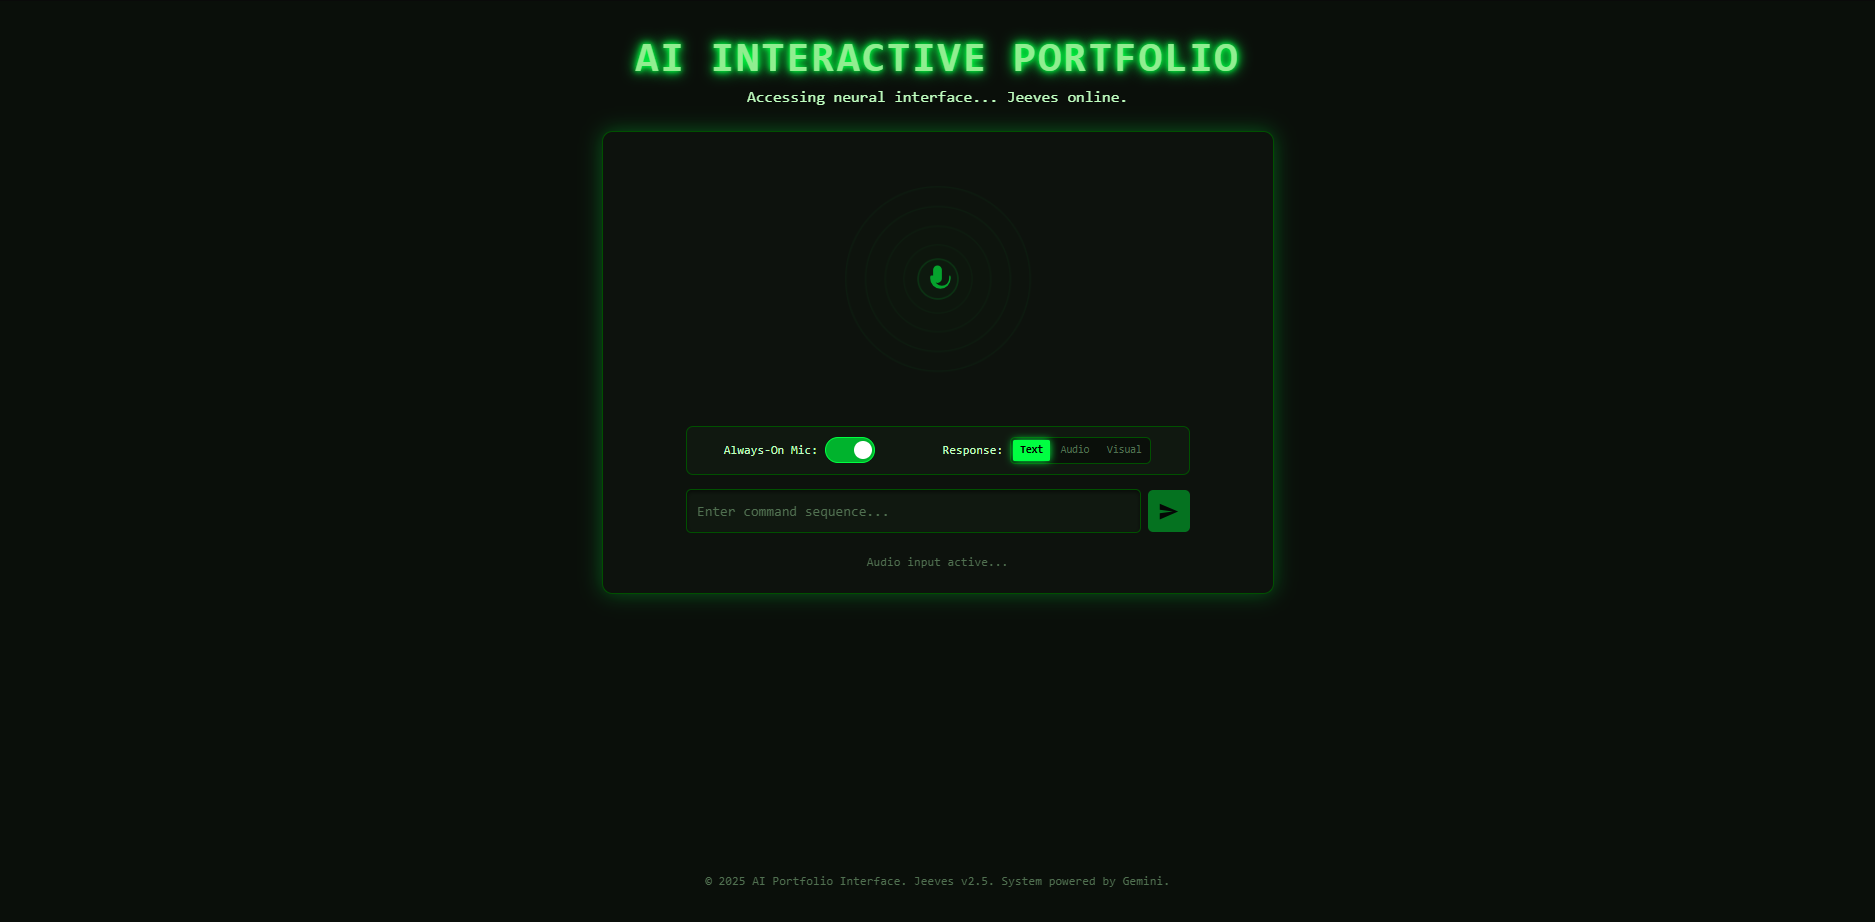 AI INTERACTIVE PORTFOLIO
Accessing neural interface... Jeeves online.
Always-On Mic: Response: Text Audio Visual
Enter command sequence...
Audio input active...
© 2025 AI Portfolio Interface. Jeeves v2.5. System powered by Gemini.